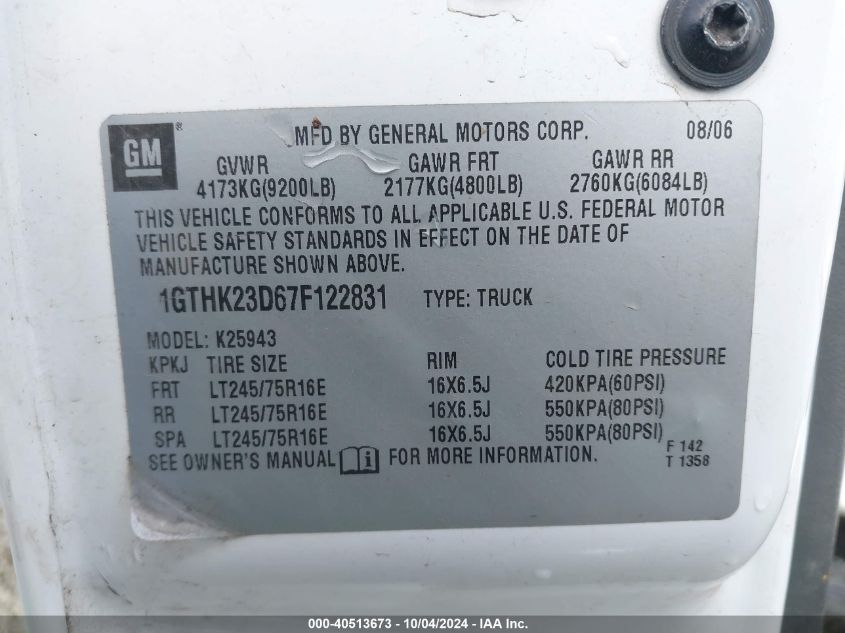 GM ® MFD BY GENERAL MOTORS CORP. 08/06
GVWR GAWR FRT GAWR RR
4173KG(9200LB) 2177KG(4800LB) 2760KG(6084LB)
THIS VEHICLE CONFORMS TO ALL APPLICABLE U.S. FEDERAL MOTOR
VEHICLE SAFETY STANDARDS IN EFFECT ON THE DATE OF
MANUFACTURE SHOWN ABOVE.
1GTHK23D67F122831 TYPE: TRUCK
MODEL: K25943
KPKJ TIRE SIZE RIM COLD TIRE PRESSURE
FRT LT245/75R16E 16X6.5J 420KPA(60PSI)
RR LT245/75R16E 16X6.5J 550KPA(80PSI)
SPA LT245/75R16E 16X6.5J 550KPA(80PSI)
SEE OWNER'S MANUAL i FOR MORE INFORMATION. F 142
T 1358
000-40513673 - 10/04/2024 - IAA Inc.